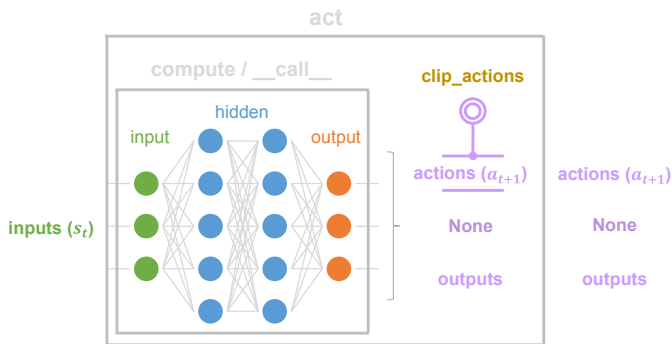 act
compute / __call__
clip_actions
hidden
input
output
actions (a_{t+1})
actions (a_{t+1})
inputs (s_t)
None
None
outputs
outputs